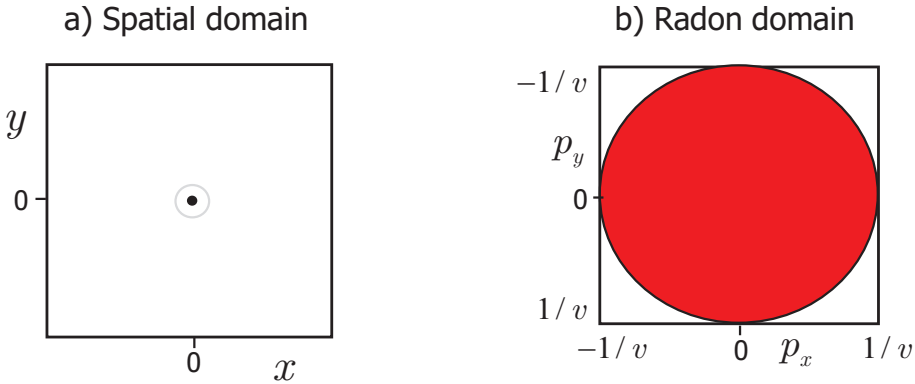 a) Spatial domain
y
0
0
x
b) Radon domain
−1/v
p_y
0
1/v
−1/v
0
p_x
1/v